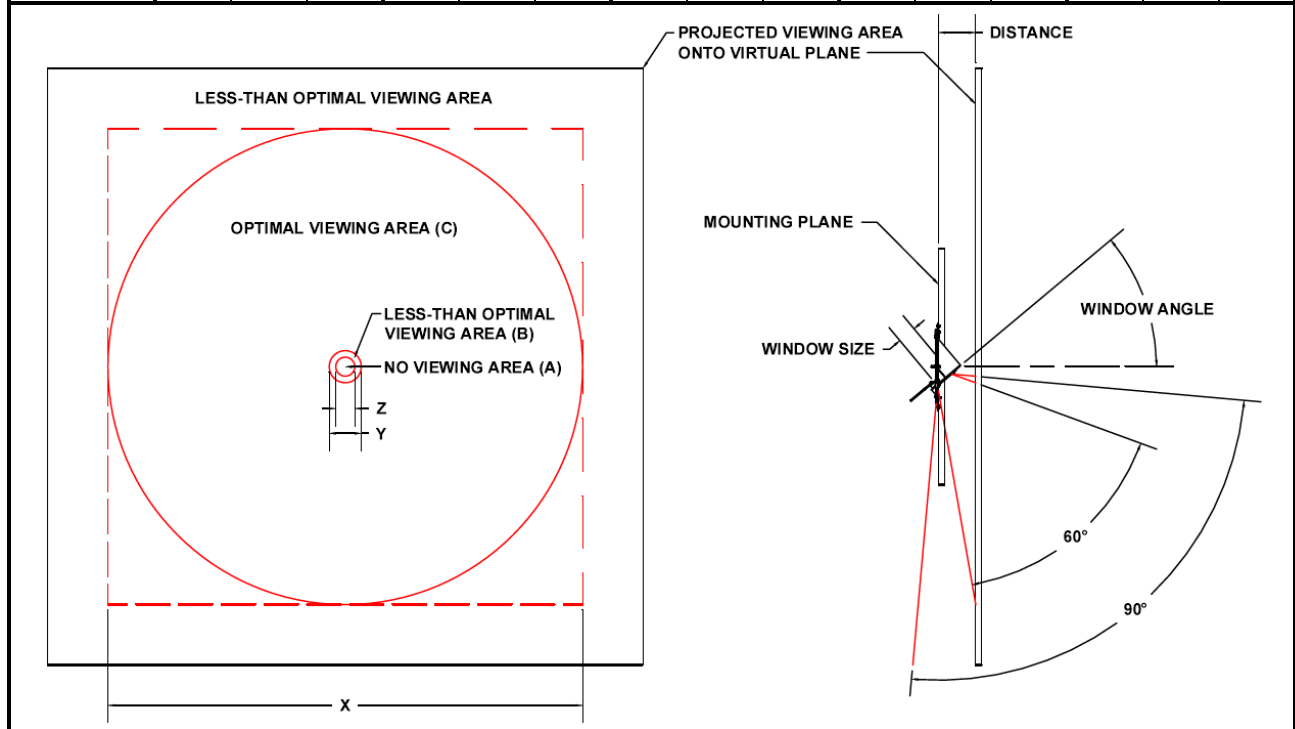 PROJECTED VIEWING AREA
ONTO VIRTUAL PLANE
DISTANCE
LESS-THAN OPTIMAL VIEWING AREA
OPTIMAL VIEWING AREA (C)
MOUNTING PLANE
LESS-THAN OPTIMAL
VIEWING AREA (B)
NO VIEWING AREA (A)
WINDOW ANGLE
WINDOW SIZE
Z
Y
60°
90°
X